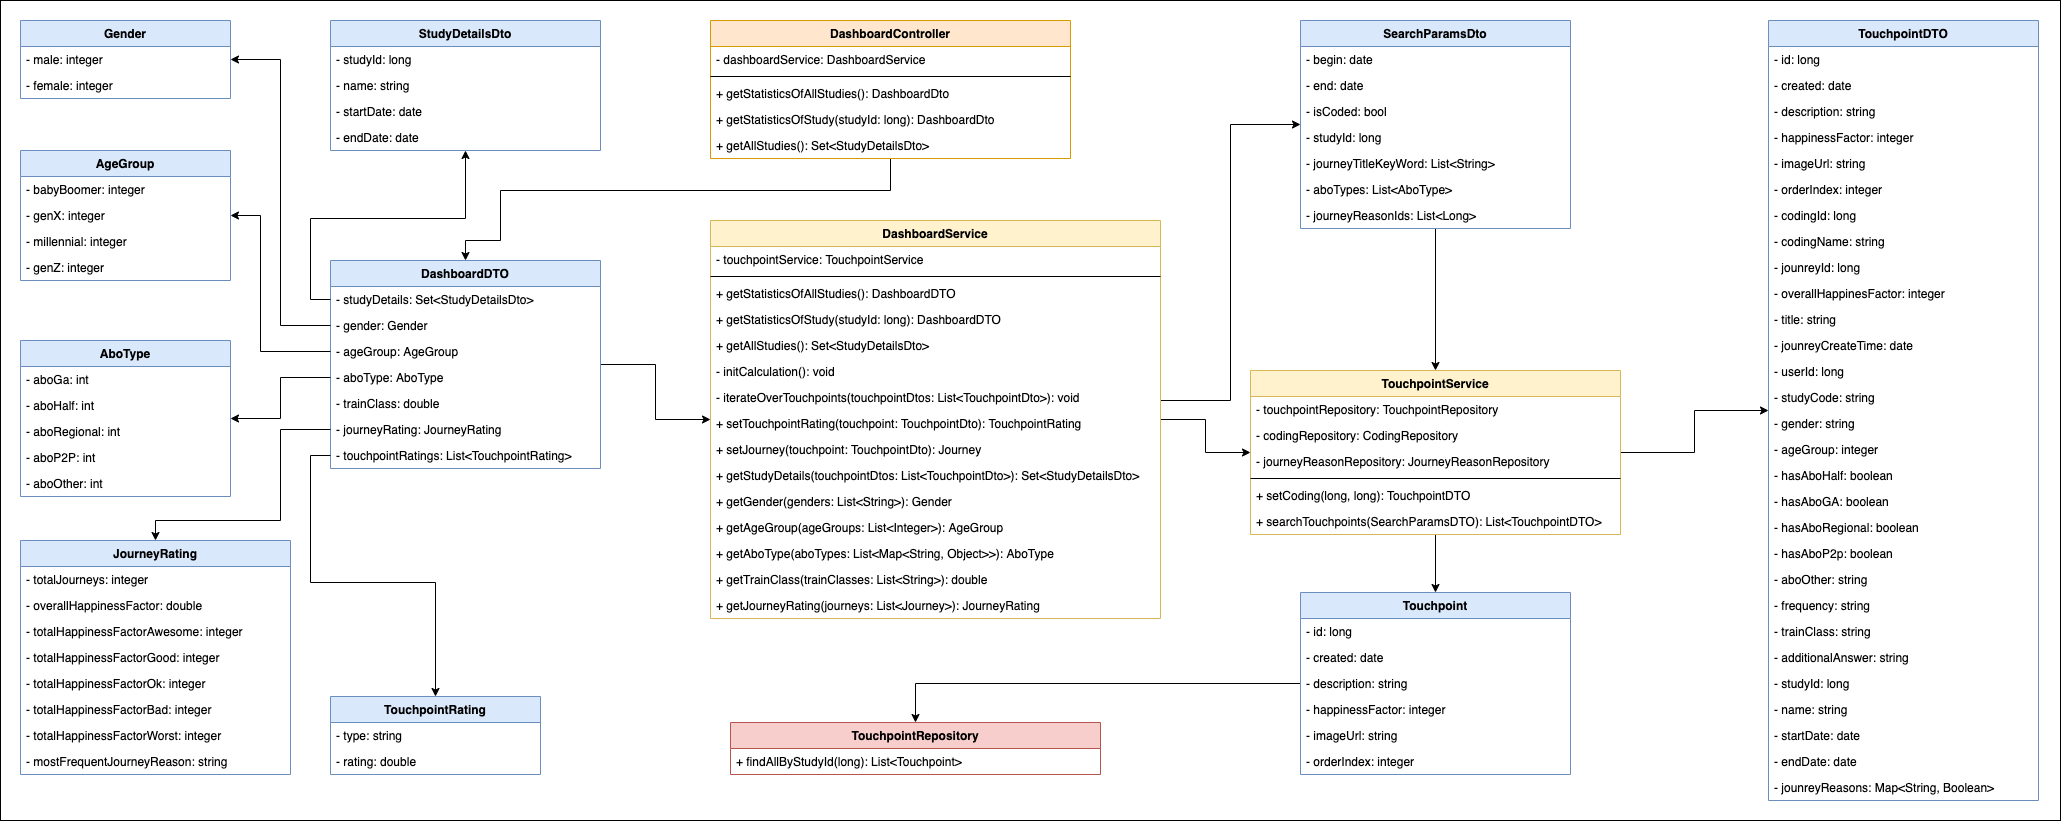 Gender
- male: integer
- female: integer
AgeGroup
- babyBoomer: integer
- genX: integer
- millennial: integer
- genZ: integer
AboType
- aboGa: int
- aboHalf: int
- aboRegional: int
- aboP2P: int
- aboOther: int
JourneyRating
- totalJourneys: integer
- overallHappinessFactor: double
- totalHappinessFactorAwesome: integer
- totalHappinessFactorGood: integer
- totalHappinessFactorOk: integer
- totalHappinessFactorBad: integer
- totalHappinessFactorWorst: integer
- mostFrequentJourneyReason: string
StudyDetailsDto
- studyId: long
- name: string
- startDate: date
- endDate: date
DashboardDTO
- studyDetails: Set<StudyDetailsDto>
- gender: Gender
- ageGroup: AgeGroup
- aboType: AboType
- trainClass: double
- journeyRating: JourneyRating
- touchpointRatings: List<TouchpointRating>
TouchpointRating
- type: string
- rating: double
DashboardController
- dashboardService: DashboardService
+ getStatisticsOfAllStudies(): DashboardDto
+ getStatisticsOfStudy(studyId: long): DashboardDto
+ getAllStudies(): Set<StudyDetailsDto>
DashboardService
- touchpointService: TouchpointService
+ getStatisticsOfAllStudies(): DashboardDTO
+ getStatisticsOfStudy(studyId: long): DashboardDTO
+ getAllStudies(): Set<StudyDetailsDto>
- initCalculation(): void
- iterateOverTouchpoints(touchpointDtos: List<TouchpointDto>): void
+ setTouchpointRating(touchpoint: TouchpointDto): TouchpointRating
+ setJourney(touchpoint: TouchpointDto): Journey
+ getStudyDetails(touchpointDtos: List<TouchpointDto>): Set<StudyDetailsDto>
+ getGender(genders: List<String>): Gender
+ getAgeGroup(ageGroups: List<Integer>): AgeGroup
+ getAboType(aboTypes: List<Map<String, Object>>): AboType
+ getTrainClass(trainClasses: List<String>): double
+ getJourneyRating(journeys: List<Journey>): JourneyRating
TouchpointRepository
+ findAllByStudyId(long): List<Touchpoint>
SearchParamsDto
- begin: date
- end: date
- isCoded: bool
- studyId: long
- journeyTitleKeyWord: List<String>
- aboTypes: List<AboType>
- journeyReasonIds: List<Long>
TouchpointService
- touchpointRepository: TouchpointRepository
- codingRepository: CodingRepository
- journeyReasonRepository: JourneyReasonRepository
+ setCoding(long, long): TouchpointDTO
+ searchTouchpoints(SearchParamsDTO): List<TouchpointDTO>
Touchpoint
- id: long
- created: date
- description: string
- happinessFactor: integer
- imageUrl: string
- orderIndex: integer
TouchpointDTO
- id: long
- created: date
- description: string
- happinessFactor: integer
- imageUrl: string
- orderIndex: integer
- codingId: long
- codingName: string
- jounreyId: long
- overallHappinesFactor: integer
- title: string
- jounreyCreateTime: date
- userId: long
- studyCode: string
- gender: string
- ageGroup: integer
- hasAboHalf: boolean
- hasAboGA: boolean
- hasAboRegional: boolean
- hasAboP2p: boolean
- aboOther: string
- frequency: string
- trainClass: string
- additionalAnswer: string
- studyId: long
- name: string
- startDate: date
- endDate: date
- jounreyReasons: Map<String, Boolean>